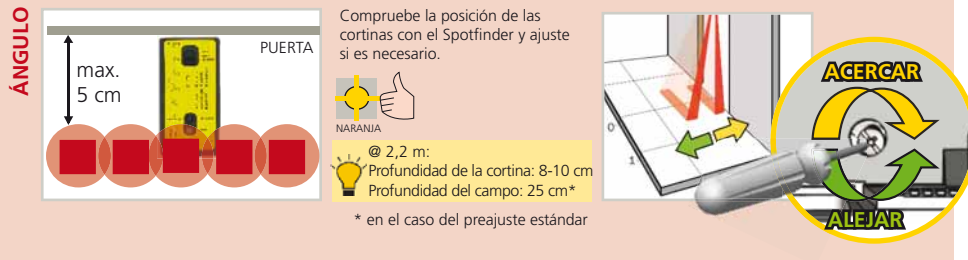 ÁNGULO
PUERTA
max.
5 cm
Compruebe la posición de las
cortinas con el Spotfinder y ajuste
si es necesario.
NARANJA
@ 2,2 m:
Profundidad de la cortina: 8-10 cm
Profundidad del campo: 25 cm*
* en el caso del preajuste estándar
0
1
ACERCAR
ALEJAR